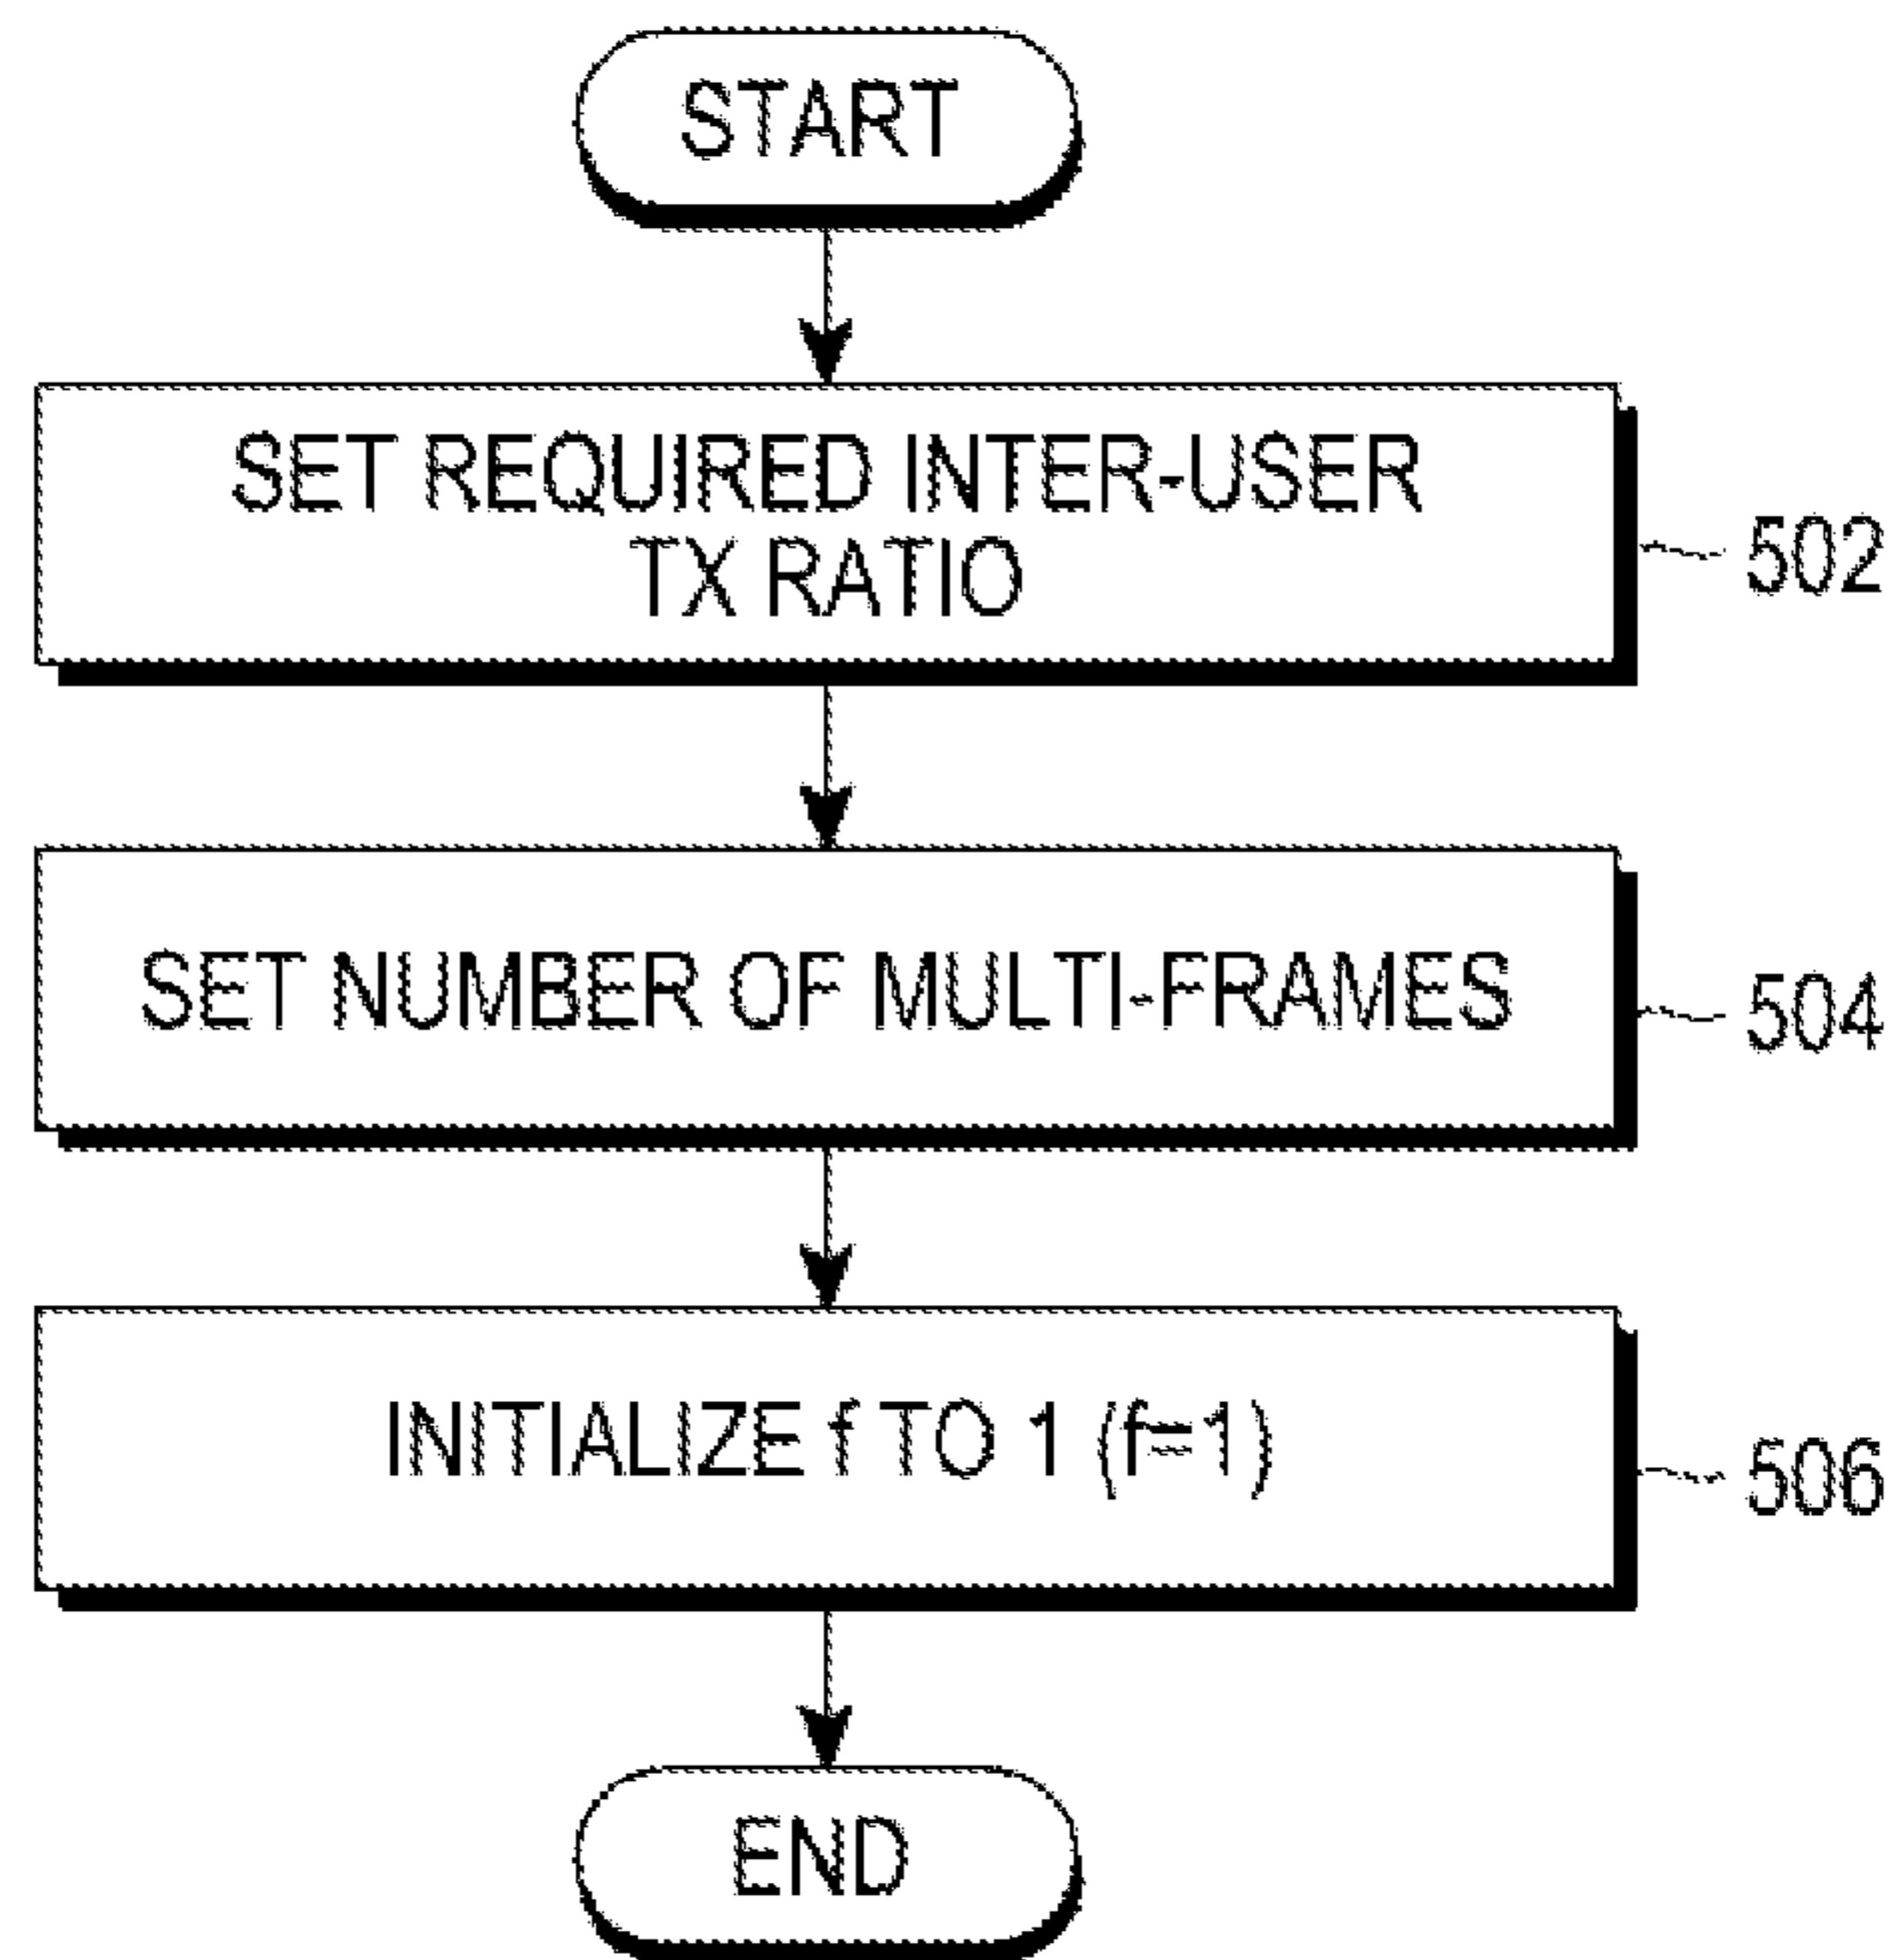 START
SET REQUIRED INTER-USER
TX RATIO
502
SET NUMBER OF MULTI-FRAMES
504
INITIALIZE f TO 1 (f=1)
506
END